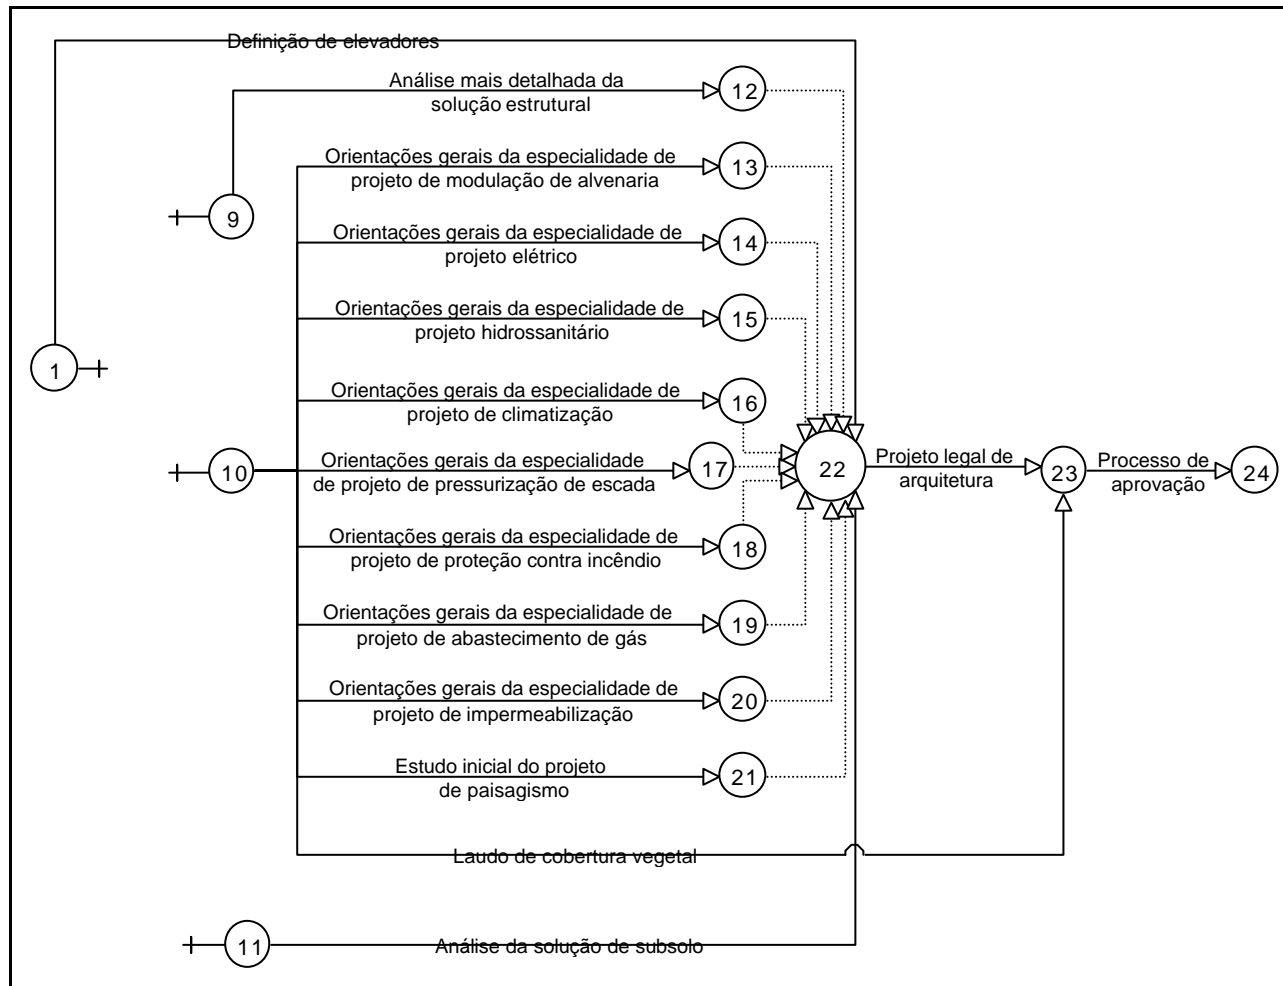 Definição de elevadores
Análise mais detalhada da
solução estrutural
12
Orientações gerais da especialidade de
projeto de modulação de alvenaria
13
9
Orientações gerais da especialidade de
projeto elétrico
14
Orientações gerais da especialidade de
projeto hidrossanitário
15
1
Orientações gerais da especialidade de
projeto de climatização
16
10
Orientações gerais da especialidade
de projeto de pressurização de escada
17
22
Projeto legal de
arquitetura
23
Processo de
aprovação
24
Orientações gerais da especialidade de
projeto de proteção contra incêndio
18
Orientações gerais da especialidade de
projeto de abastecimento de gás
19
Orientações gerais da especialidade de
projeto de impermeabilização
20
Estudo inicial do projeto
de paisagismo
21
Laudo de cobertura vegetal
11
Análise da solução de subsolo